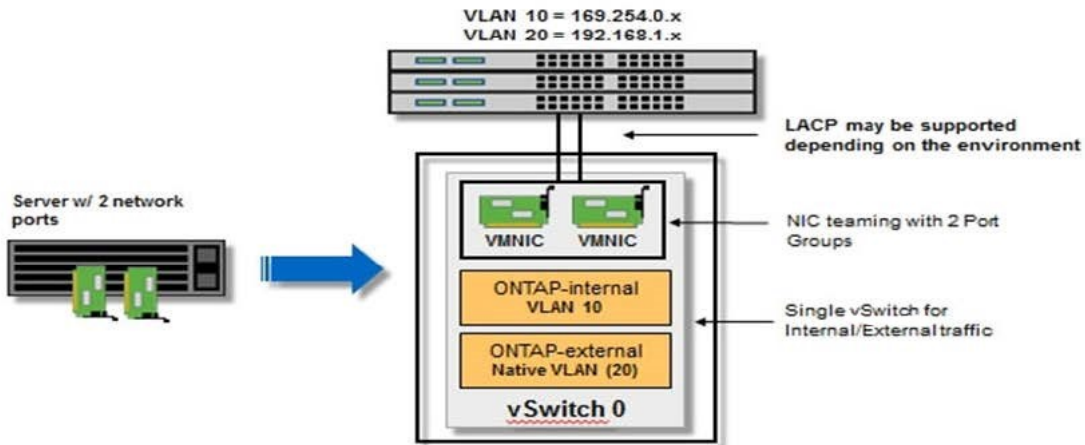 VLAN 10 = 169.254.0.x
VLAN 20 = 192.168.1.x
LACP may be supported
depending on the environment
Server w/ 2 network
ports
VMNIC VMNIC
NIC teaming with 2 Port
Groups
ONTAP-internal
VLAN 10
Single vSwitch for
Internal/External traffic
ONTAP-external
Native VLAN (20)
vSwitch 0